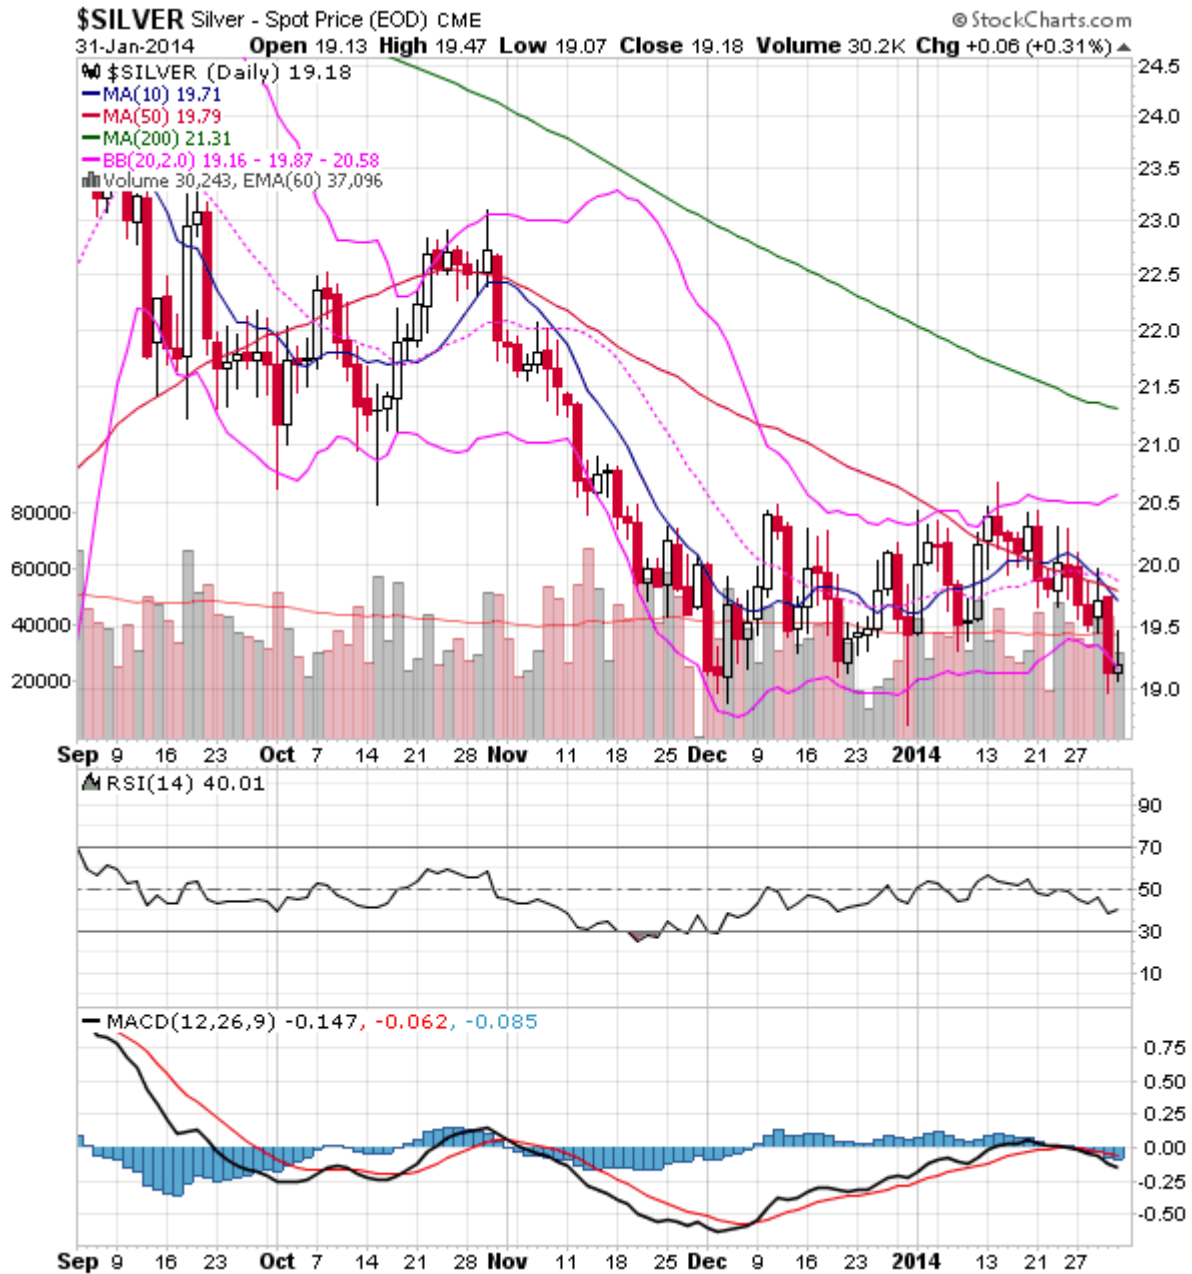 $SILVER Silver - Spot Price (EOD) CME © StockCharts.com
31-Jan-2014 Open 19.13 High 19.47 Low 19.07 Close 19.18 Volume 30.2K Chg +0.06 (+0.31%)
$SILVER (Daily) 19.18
MA(10) 19.71
MA(50) 19.79
MA(200) 21.31
BB(20,2.0) 19.16 - 19.87 - 20.58
Volume 30,243, EMA(60) 37,096
24.5
24.0
23.5
23.0
22.5
22.0
21.5
21.0
20.5
20.0
19.5
19.0
80000
60000
40000
20000
Sep 9 16 23 Oct 7 14 21 28 Nov 11 18 25 Dec 9 16 23 2014 13 21 27
RSI(14) 40.01
90
70
50
30
10
MACD(12,26,9) -0.147, -0.062, -0.085
0.75
0.50
0.25
0.00
-0.25
-0.50
Sep 9 16 23 Oct 7 14 21 28 Nov 11 18 25 Dec 9 16 23 2014 13 21 27